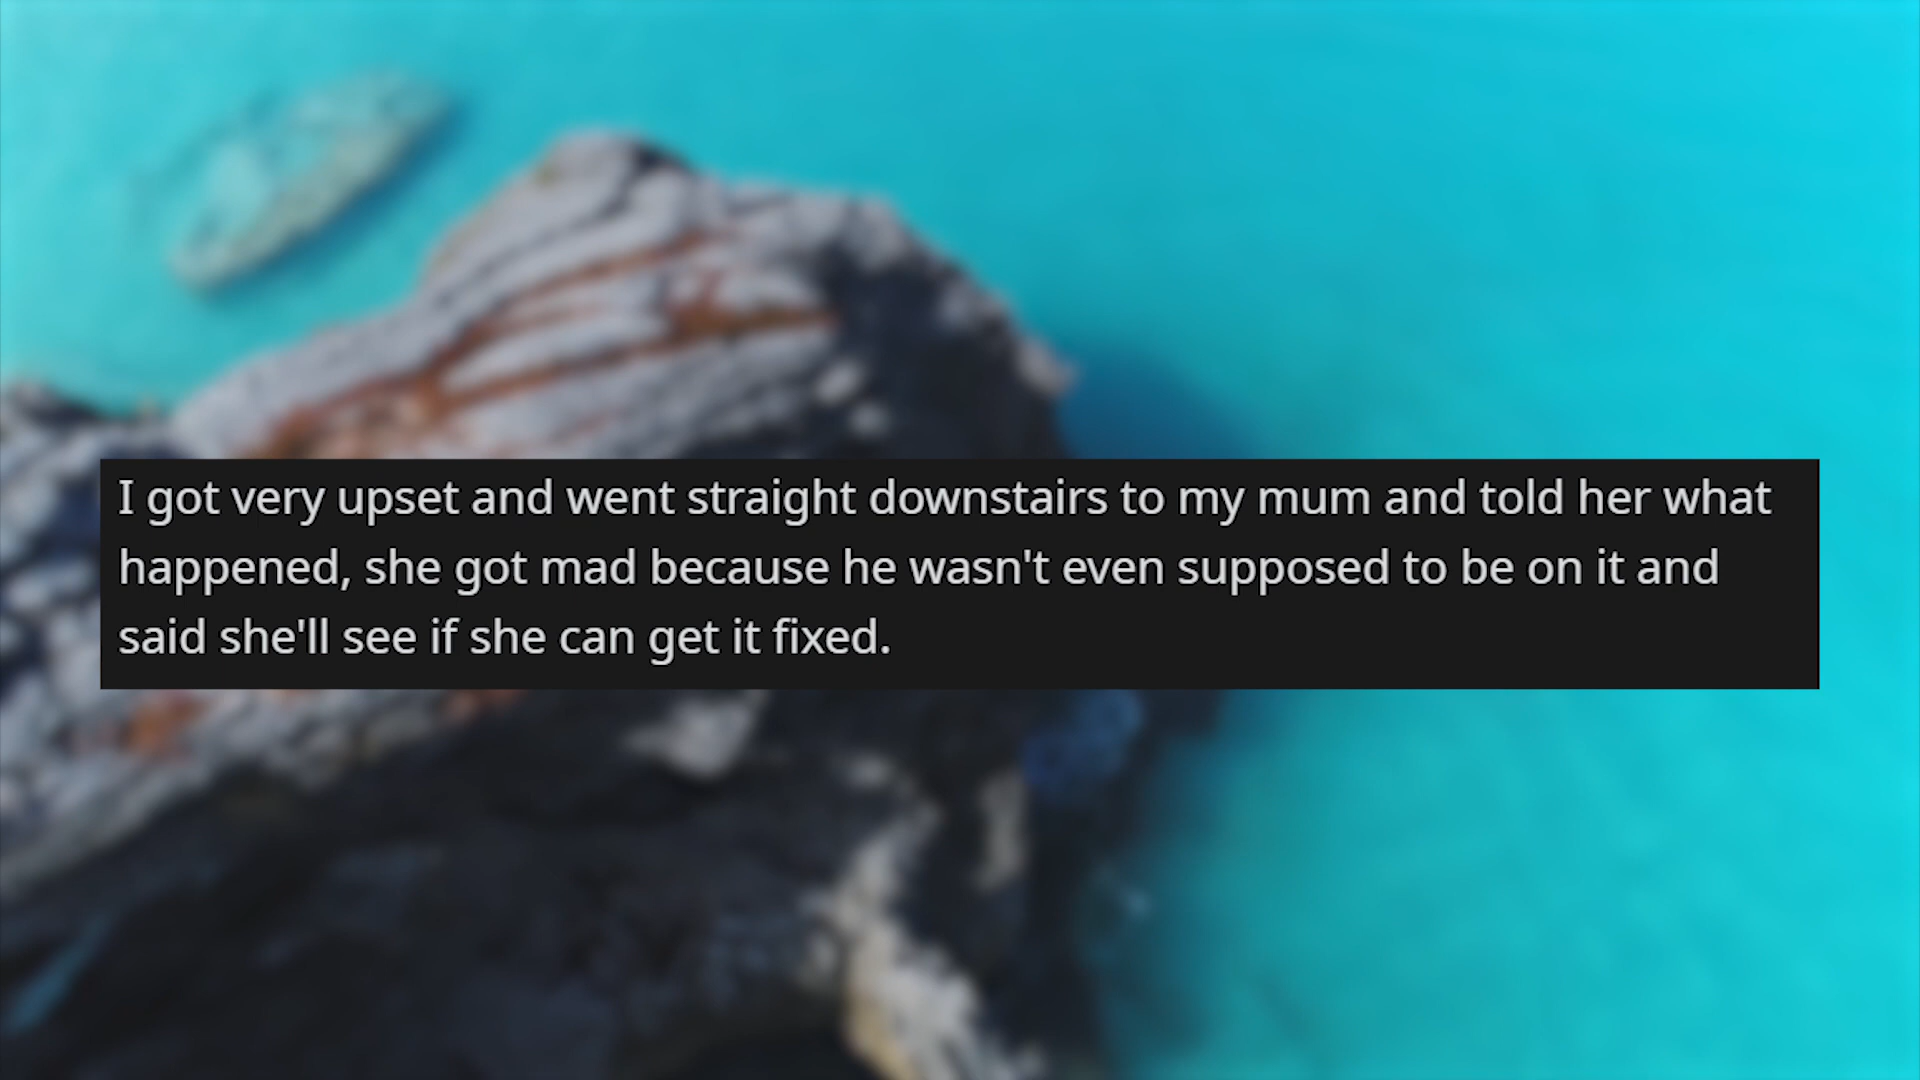 I got very upset and went straight downstairs to my mum and told her what
happened, she got mad because he wasn't even supposed to be on it and
said she'll see if she can get it fixed.